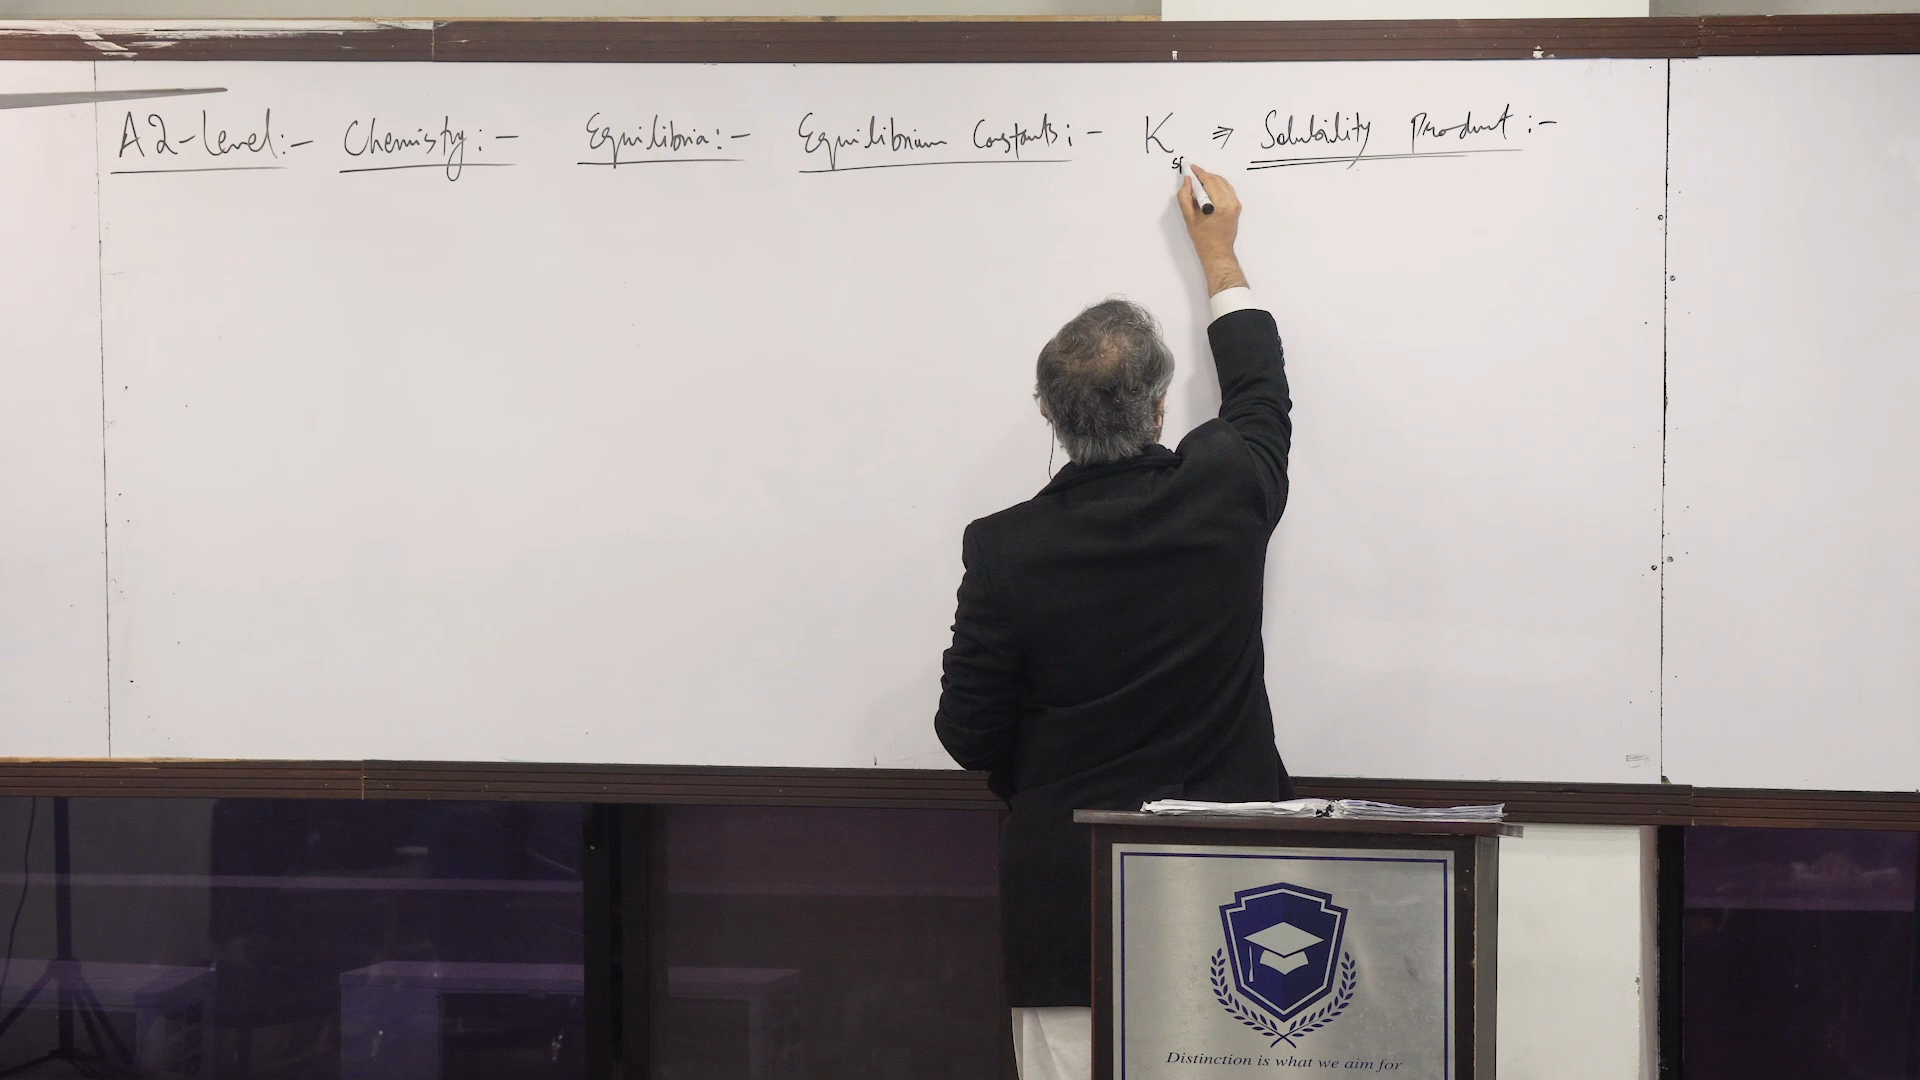 A2-Level:- Chemistry:- Equilibria:- Equilibrium Constants:- Ksp ⇒ Solubility Product:-
Distinction is what we aim for